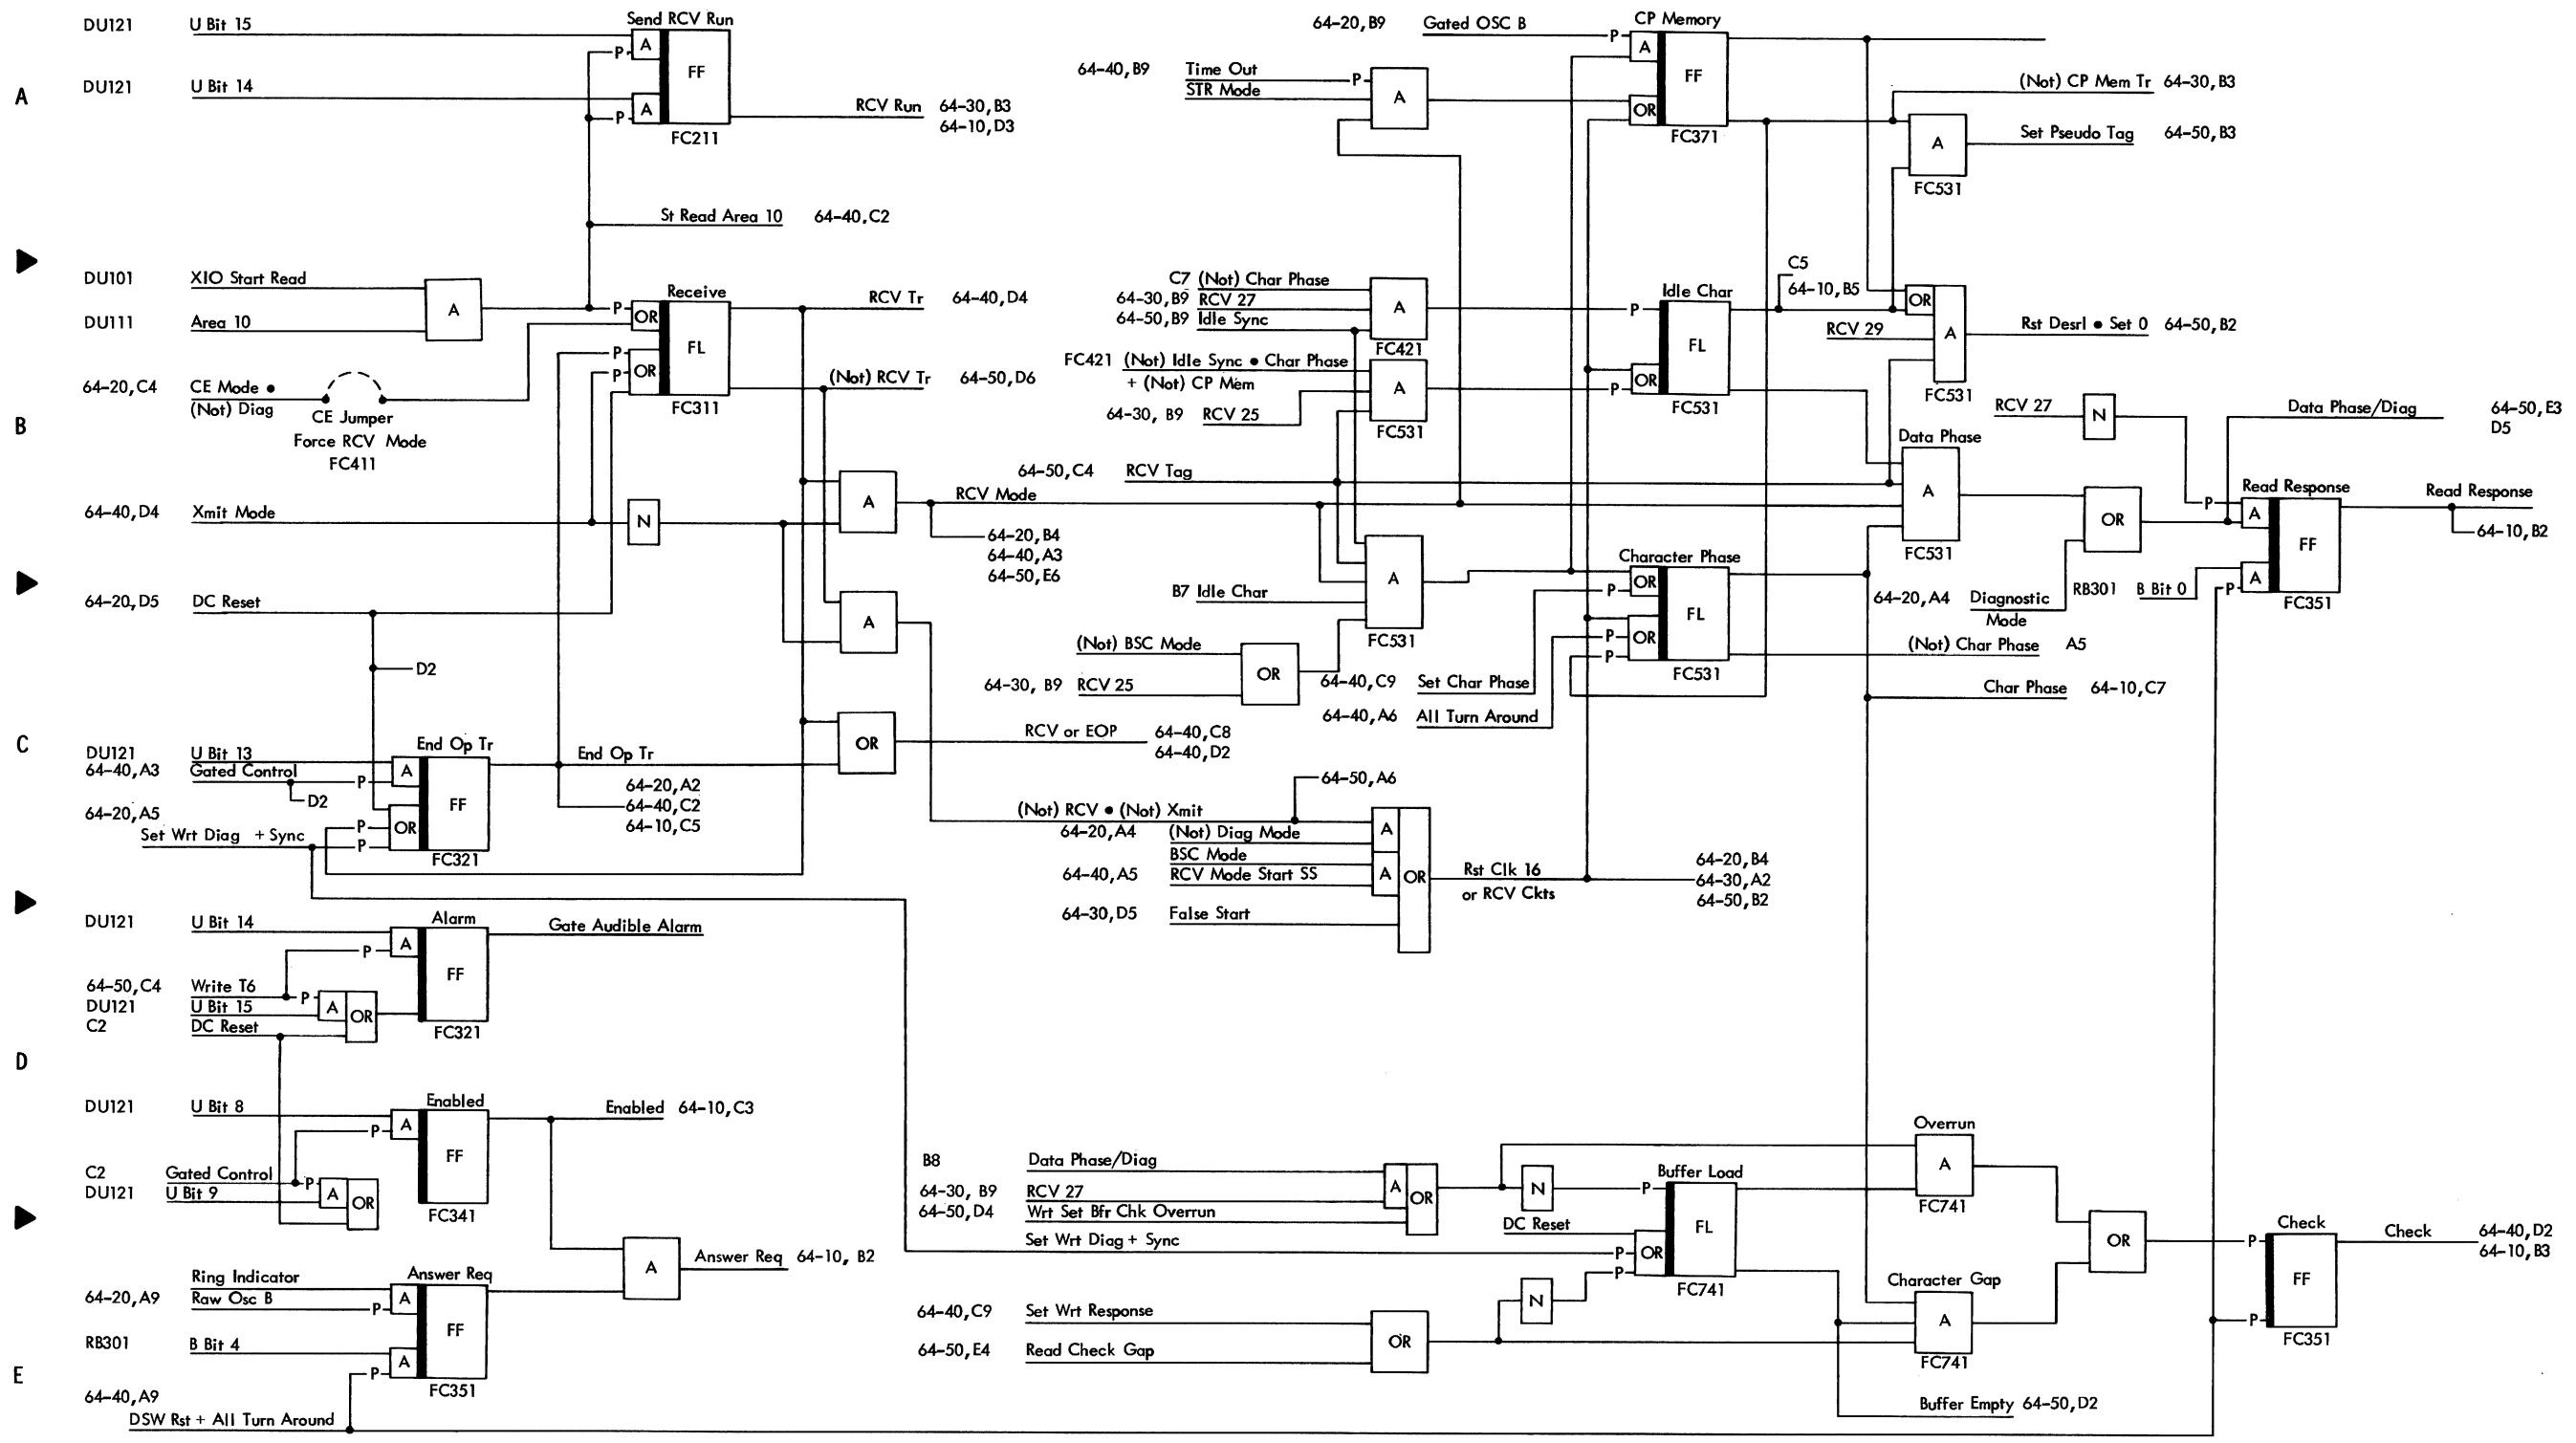 A
DU121 U Bit 15
Send RCV Run
P
A
FF
DU121 U Bit 14
A
P
FC211
RCV Run 64-30,B3
64-10,D3
St Read Area 10 64-40,C2
DU101 XIO Start Read
DU111 Area 10
A
P
Receive
OR
FL
P
OR
P
FC311
RCV Tr 64-40,D4
(Not) RCV Tr 64-50,D6
B
64-20,C4 CE Mode •
(Not) Diag
CE Jumper
Force RCV Mode
FC411
64-40,D4 Xmit Mode
N
A
RCV Mode
64-20,B4
64-40,A3
64-50,E6
64-20,D5 DC Reset
A
D2
C
DU121 U Bit 13
64-40,A3 Gated Control
P
D2
64-20,A5
Set Wrt Diag + Sync
End Op Tr
A
FF
P
OR
P
FC321
End Op Tr
64-20,A2
64-40,C2
64-10,C5
OR
RCV or EOP 64-40,C8
64-40,D2
DU121 U Bit 14
Alarm
P
A
FF
Gate Audible Alarm
64-50,C4 Write T6
P
DU121 U Bit 15
A
OR
C2 DC Reset
FC321
D
DU121 U Bit 8
Enabled
P
A
FF
Enabled 64-10,C3
C2 Gated Control
P
DU121 U Bit 9
A
OR
FC341
A
Answer Req 64-10, B2
Ring Indicator
64-20,A9 Raw Osc B
P
Answer Req
A
FF
RB301 B Bit 4
A
P
FC351
E
64-40,A9
DSW Rst + All Turn Around
64-20,B9 Gated OSC B
P
CP Memory
A
FF
OR
FC371
64-40,B9 Time Out
P
STR Mode
A
(Not) CP Mem Tr 64-30,B3
A
Set Pseudo Tag 64-50,B3
FC531
C7 (Not) Char Phase
64-30,B9 RCV 27
64-50,B9 Idle Sync
A
FC421
P
Idle Char
FL
P
OR
FC531
C5
64-10,B5
OR
RCV 29
A
Rst Desrl • Set 0 64-50,B2
FC531
FC421 (Not) Idle Sync • Char Phase
+ (Not) CP Mem
64-30, B9 RCV 25
A
FC531
RCV 27
N
Data Phase/Diag 64-50,E3
D5
Data Phase
64-50,C4 RCV Tag
A
FC531
OR
Read Response
P
A
FF
A
P
FC351
Read Response
64-10,B2
B7 Idle Char
A
FC531
Character Phase
OR
P
FL
P
OR
P
FC531
64-20,A4 Diagnostic
Mode
RB301 B Bit 0
(Not) Char Phase A5
(Not) BSC Mode
64-30, B9 RCV 25
OR
64-40,C9 Set Char Phase
64-40,A6 All Turn Around
Char Phase 64-10,C7
64-50,A6
(Not) RCV • (Not) Xmit
64-20,A4 (Not) Diag Mode
A
BSC Mode
64-40,A5 RCV Mode Start SS
A
OR
64-30,D5 False Start
Rst Clk 16
or RCV Ckts
64-20,B4
64-30,A2
64-50,B2
B8 Data Phase/Diag
64-30, B9 RCV 27
A
OR
64-50,D4 Wrt Set Bfr Chk Overrun
N
P
Buffer Load
FL
DC Reset
Set Wrt Diag + Sync
P
OR
P
FC741
N
64-40,C9 Set Wrt Response
64-50,E4 Read Check Gap
OR
Overrun
A
FC741
Character Gap
A
FC741
OR
P
Check
FF
P
FC351
Check 64-40,D2
64-10,B3
Buffer Empty 64-50,D2